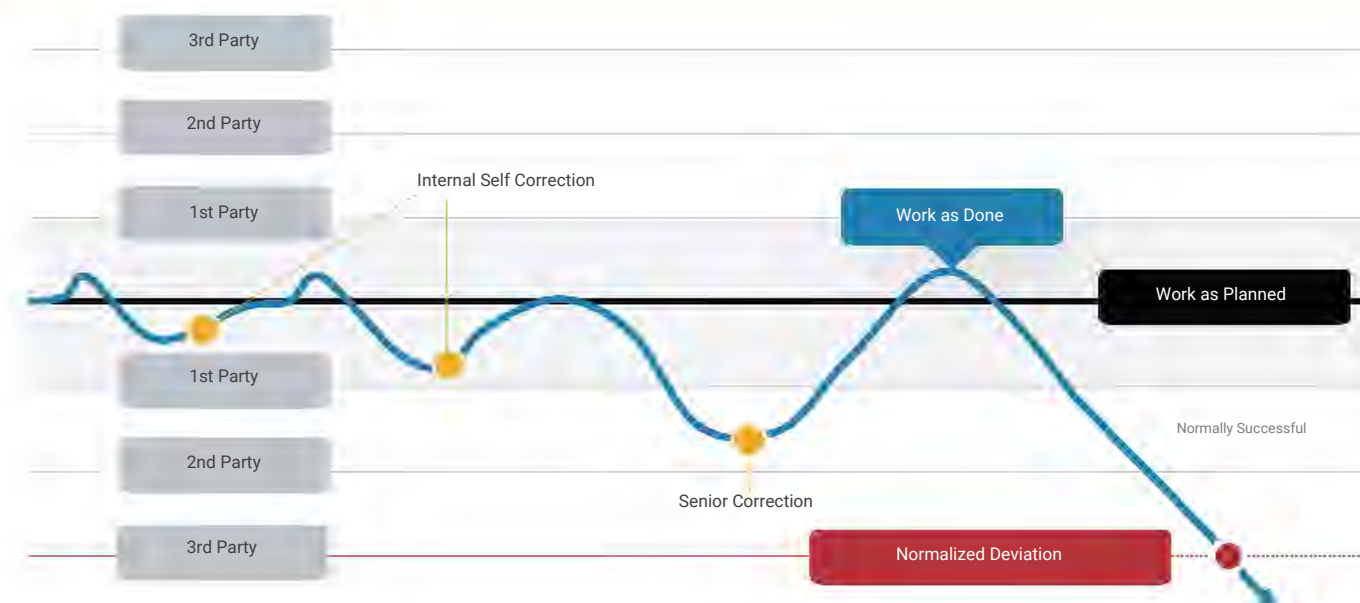 3rd Party
2nd Party
Internal Self Correction
1st Party
Work as Done
Work as Planned
1st Party
Normally Successful
2nd Party
Senior Correction
3rd Party
Normalized Deviation